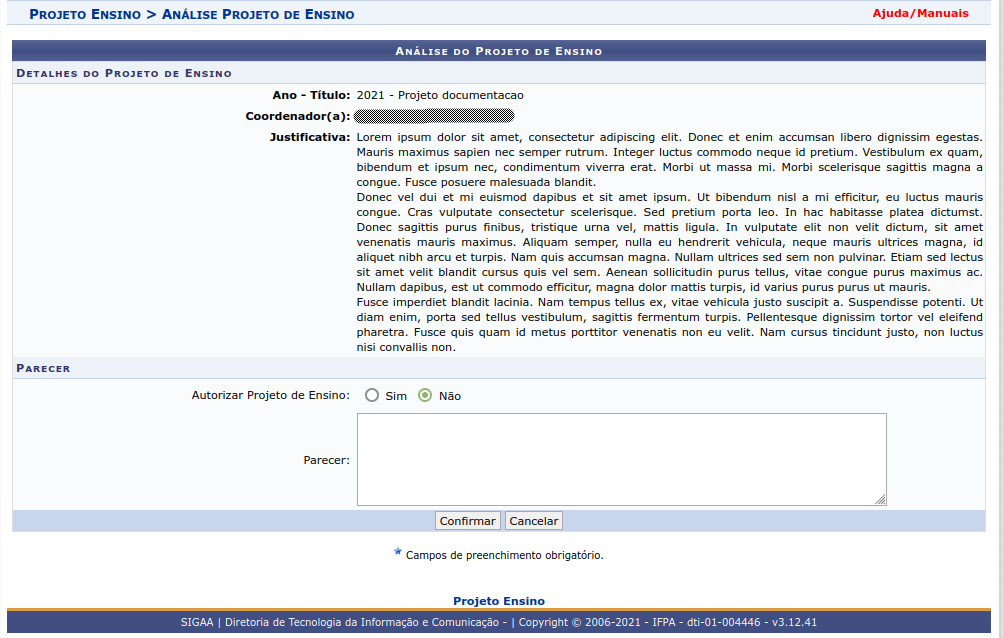 Projeto Ensino > Análise Projeto de Ensino
Ajuda/Manuais
Análise do Projeto de Ensino
Detalhes do Projeto de Ensino
Ano - Título: 2021 - Projeto documentacao
Coordenador(a):
Justificativa: Lorem ipsum dolor sit amet, consectetur adipiscing elit. Donec et enim accumsan libero dignissim egestas.
Mauris maximus sapien nec semper rutrum. Integer luctus commodo neque id pretium. Vestibulum ex quam,
bibendum et ipsum nec, condimentum viverra erat. Morbi ut massa mi. Morbi scelerisque sagittis magna a
congue. Fusce posuere malesuada blandit.
Donec vel dui et mi euismod dapibus et sit amet ipsum. Ut bibendum nisl a mi efficitur, eu luctus mauris
congue. Cras vulputate consectetur scelerisque. Sed pretium porta leo. In hac habitasse platea dictumst.
Donec sagittis purus finibus, tristique urna vel, mattis ligula. In vulputate elit non velit dictum, sit amet
venenatis mauris maximus. Aliquam semper, nulla eu hendrerit vehicula, neque mauris ultrices magna, id
aliquet nibh arcu et turpis. Nam quis accumsan magna. Nullam ultrices sed sem non pulvinar. Etiam sed lectus
sit amet velit blandit cursus quis vel sem. Aenean sollicitudin purus tellus, vitae congue purus maximus ac.
Nullam dapibus, est ut commodo efficitur, magna dolor mattis turpis, id varius purus purus ut mauris.
Fusce imperdiet blandit lacinia. Nam tempus tellus ex, vitae vehicula justo suscipit a. Suspendisse potenti. Ut
diam enim, porta sed tellus vestibulum, sagittis fermentum turpis. Pellentesque dignissim tortor vel eleifend
pharetra. Fusce quis quam id metus porttitor venenatis non eu velit. Nam cursus tincidunt justo, non luctus
nisi convallis non.
Parecer
Autorizar Projeto de Ensino: Sim Não
Parecer:
Confirmar Cancelar
Campos de preenchimento obrigatório.
Projeto Ensino
SIGAA | Diretoria de Tecnologia da Informação e Comunicação - | Copyright © 2006-2021 - IFPA - dti-01-004446 - v3.12.41